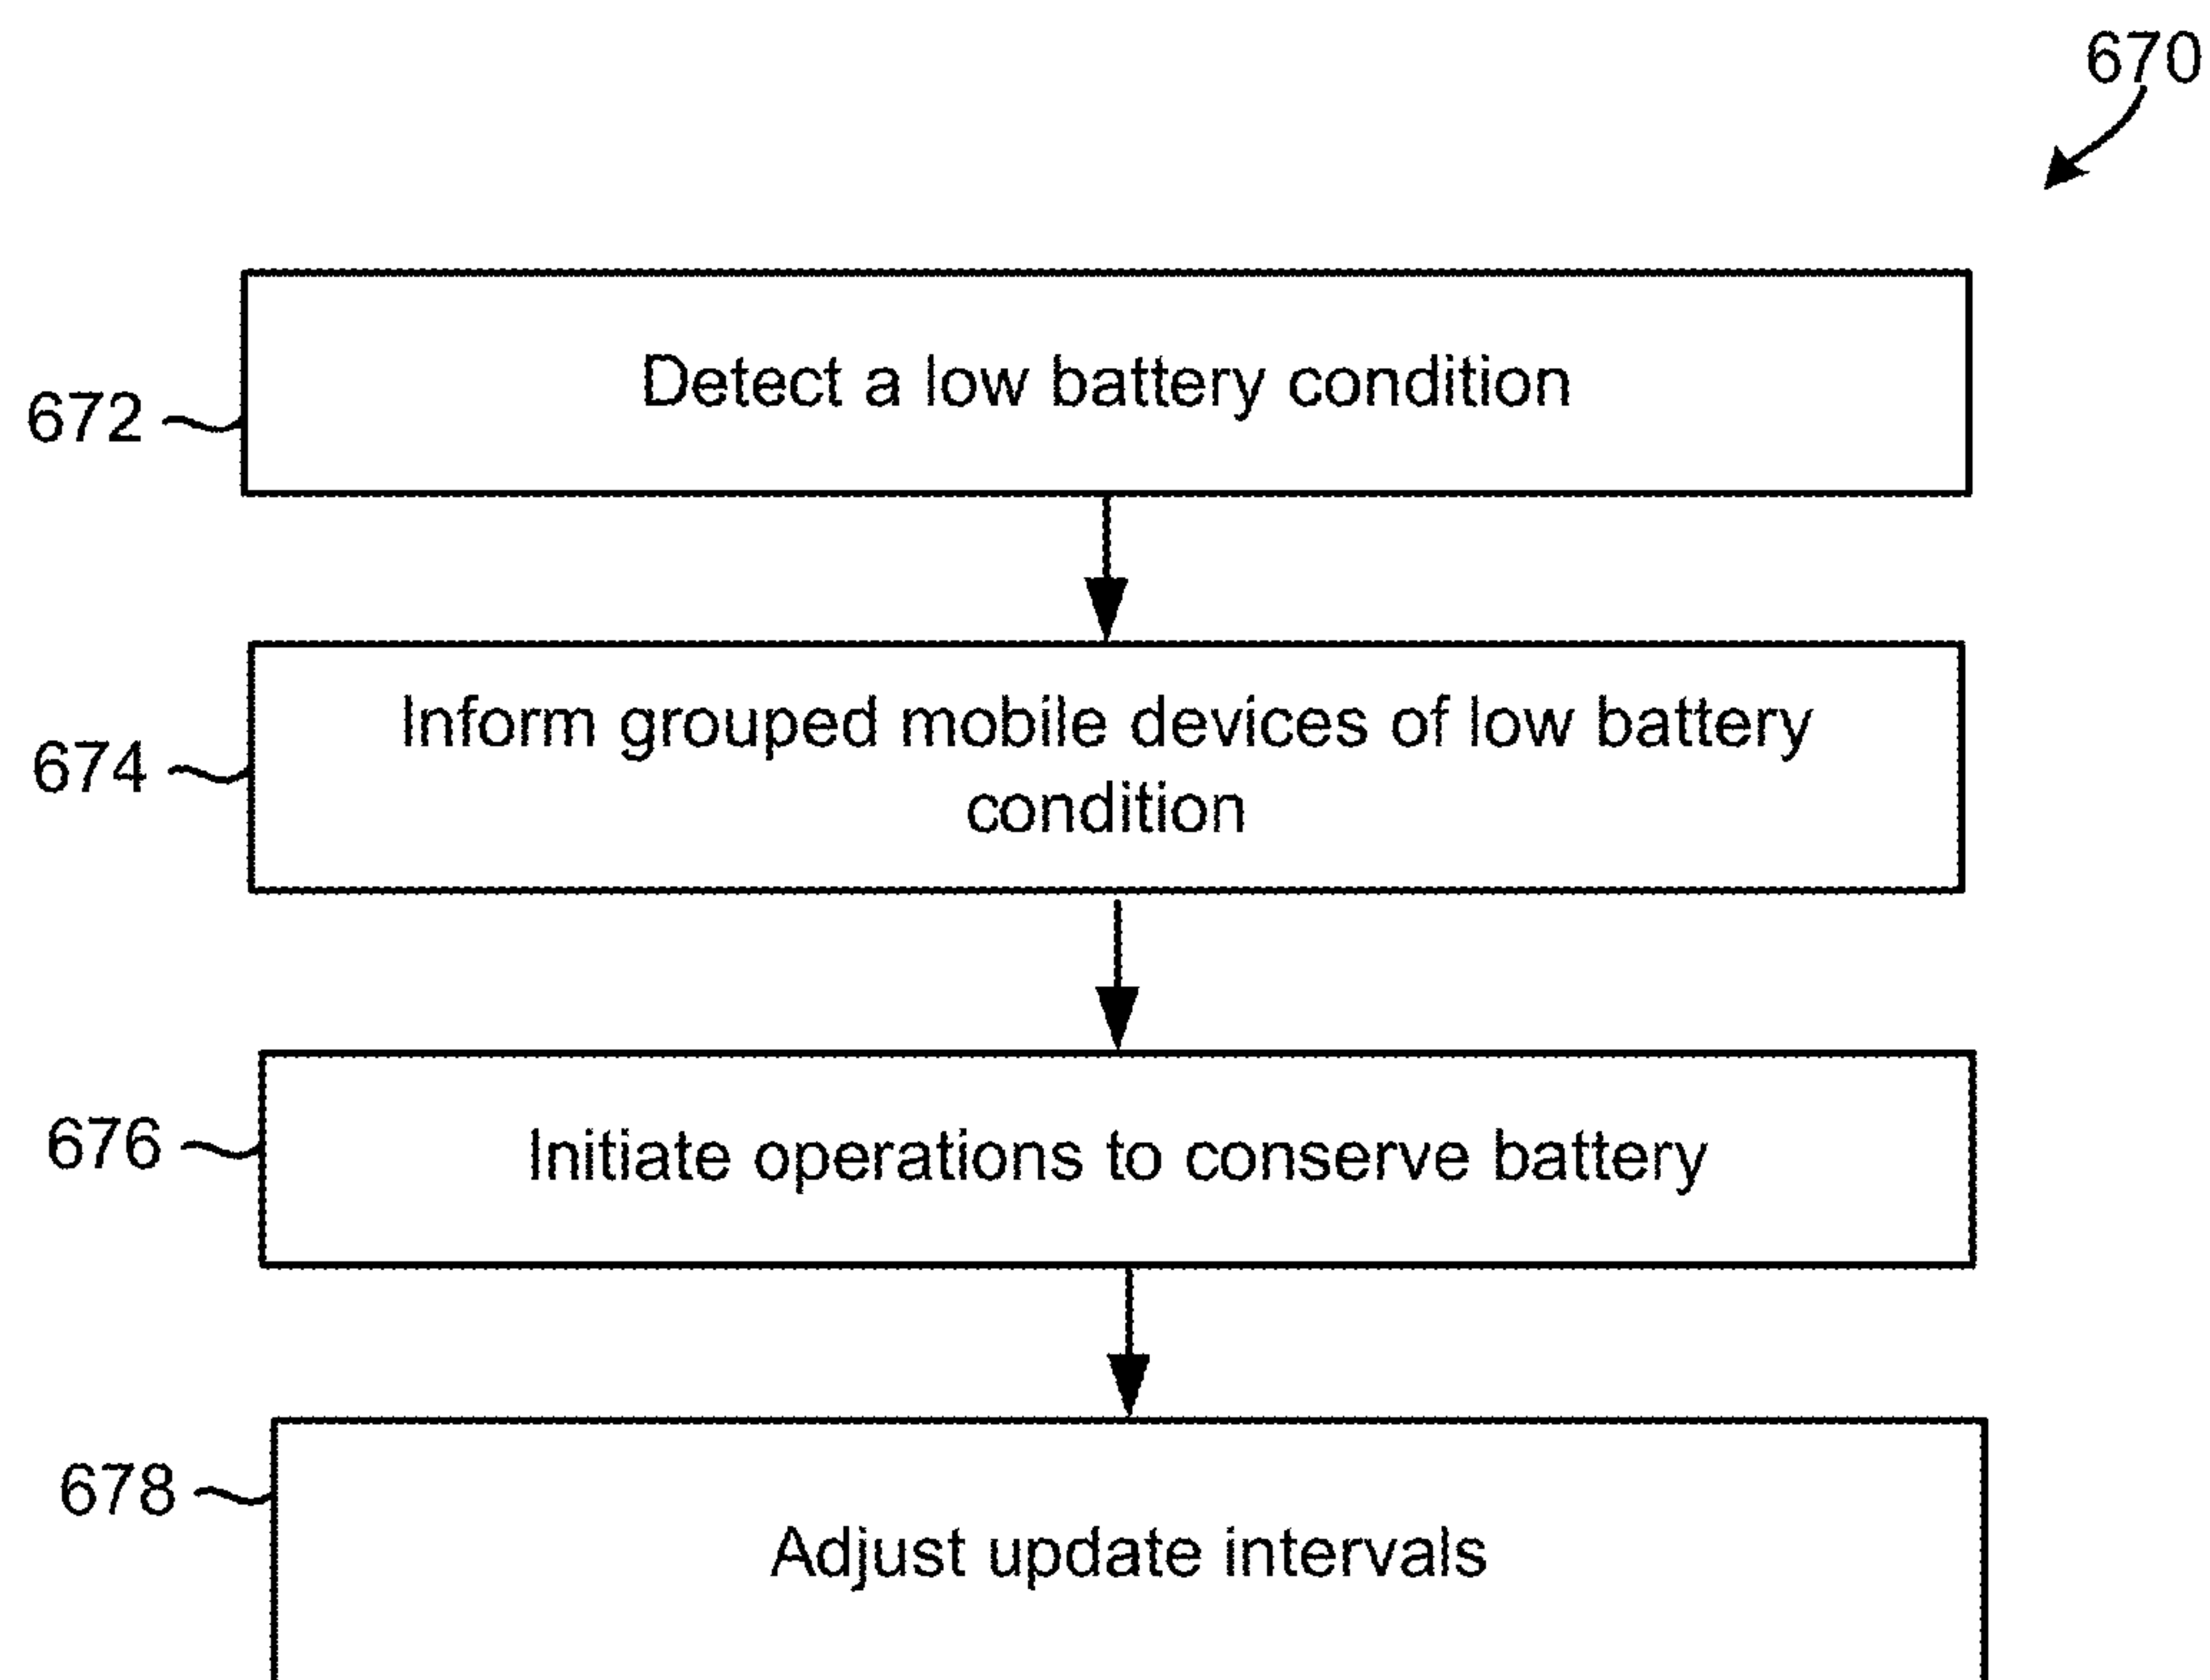 670
Detect a low battery condition
672
Inform grouped mobile devices of low battery
condition
674
Initiate operations to conserve battery
676
678
Adjust update intervals